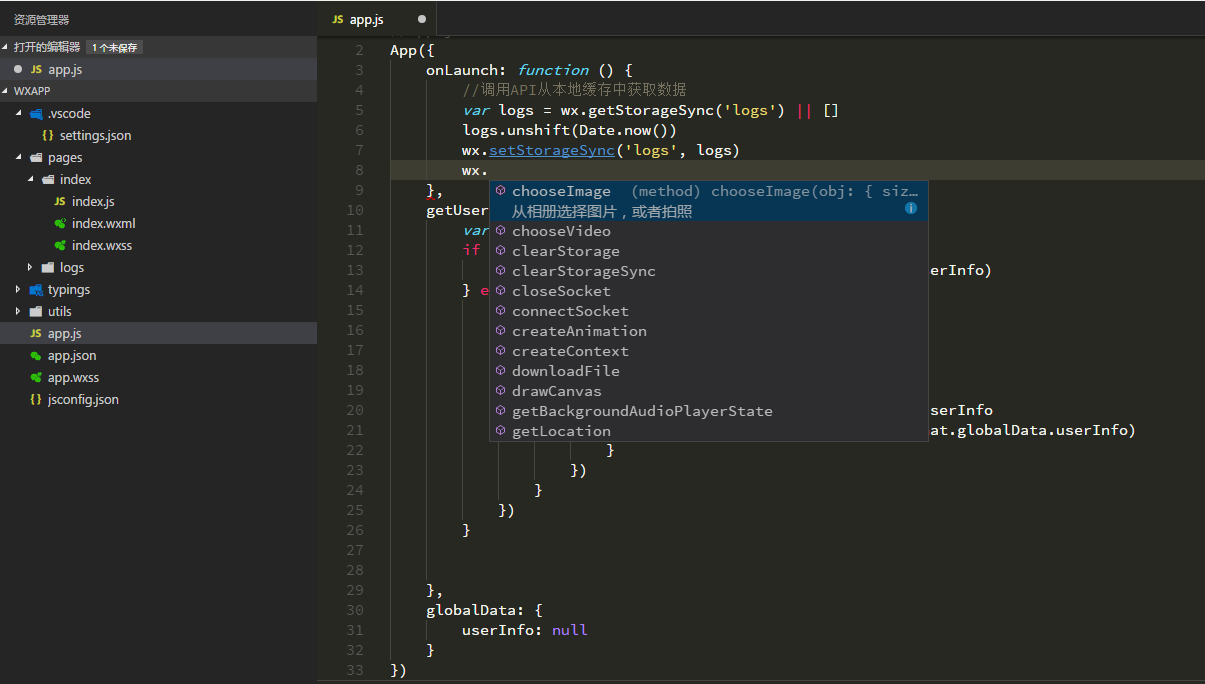 资源管理器
打开的编辑器 1 个未保存
JS app.js
WXAPP
.vscode
{} settings.json
pages
index
JS index.js
index.wxml
index.wxss
logs
typings
utils
JS app.js
app.json
app.wxss
{} jsconfig.json
JS app.js
2 App({
3 onLaunch: function () {
4 //调用API从本地缓存中获取数据
5 var logs = wx.getStorageSync('logs') || []
6 logs.unshift(Date.now())
7 wx.setStorageSync('logs', logs)
8 wx.
9 },
10 getUser
11 var
12 if
13 erInfo)
14 } e
15
16
17
18
19
20 serInfo
21 at.globalData.userInfo)
22 }
23 })
24 }
25 })
26 }
27
28
29 },
30 globalData: {
31 userInfo: null
32 }
33 })
chooseImage (method) chooseImage(obj: { siz…
从相册选择图片，或者拍照
chooseVideo
clearStorage
clearStorageSync
closeSocket
connectSocket
createAnimation
createContext
downloadFile
drawCanvas
getBackgroundAudioPlayerState
getLocation